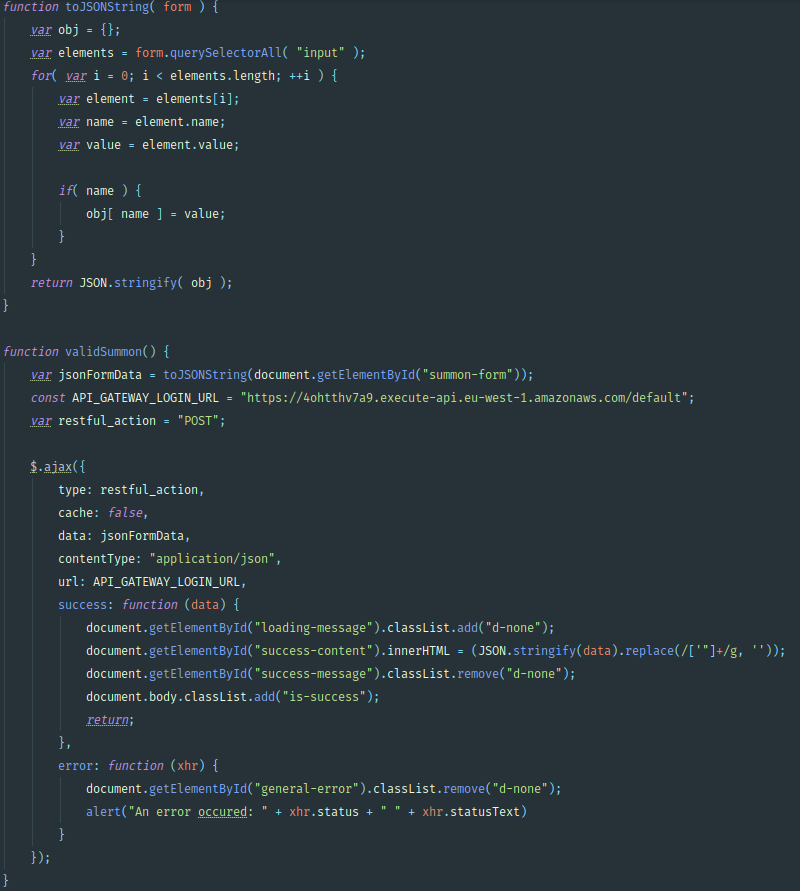 function toJSONString( form ) {
    var obj = {};
    var elements = form.querySelectorAll( "input" );
    for( var i = 0; i < elements.length; ++i ) {
        var element = elements[i];
        var name = element.name;
        var value = element.value;

        if( name ) {
            obj[ name ] = value;
        }
    }
    return JSON.stringify( obj );
}

function validSummon() {
    var jsonFormData = toJSONString(document.getElementById("summon-form"));
    const API_GATEWAY_LOGIN_URL = "https://4ohtthv7a9.execute-api.eu-west-1.amazonaws.com/default";
    var restful_action = "POST";

    $.ajax({
        type: restful_action,
        cache: false,
        data: jsonFormData,
        contentType: "application/json",
        url: API_GATEWAY_LOGIN_URL,
        success: function (data) {
            document.getElementById("loading-message").classList.add("d-none");
            document.getElementById("success-content").innerHTML = (JSON.stringify(data).replace(/['"]+/g, ''));
            document.getElementById("success-message").classList.remove("d-none");
            document.body.classList.add("is-success");
            return;
        },
        error: function (xhr) {
            document.getElementById("general-error").classList.remove("d-none");
            alert("An error occured: " + xhr.status + " " + xhr.statusText)
        }
    });
}